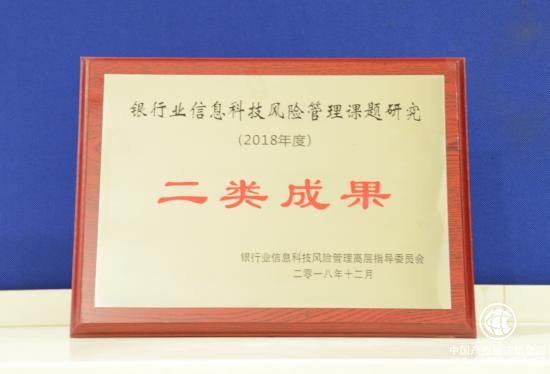 银行业信息科技风险管理课题研究
(2018年度)
二类成果
银行业信息科技风险管理高层指导委员会
二零一八年十二月